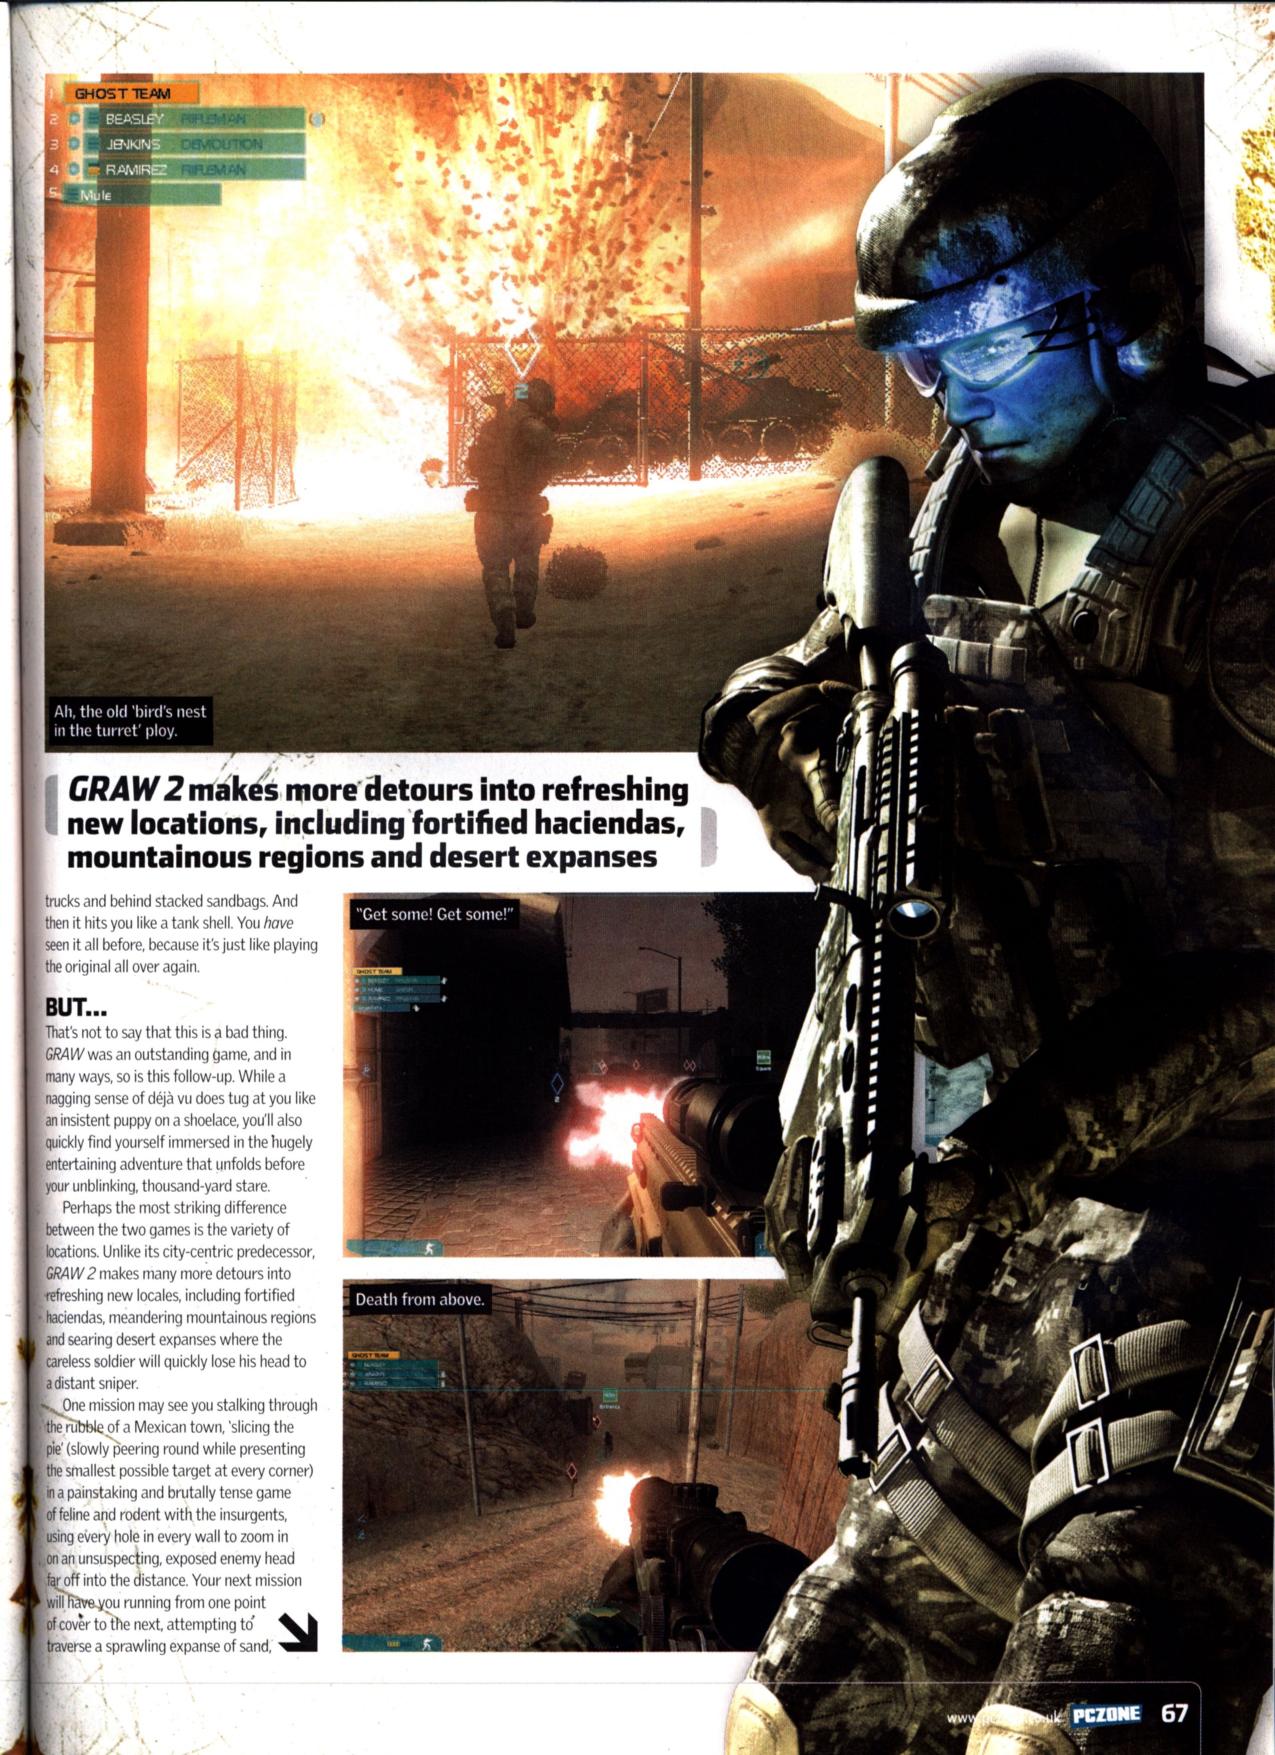 GHOST TEAM
2 BEASLEY RIFLEMAN
3 JENKINS DEMOLITION
4 RAMIREZ RIFLEMAN
5 Mule
2
Ah, the old 'bird's nest
in the turret' ploy.
GRAW 2 makes more detours into refreshing
new locations, including fortified haciendas,
mountainous regions and desert expanses
trucks and behind stacked sandbags. And
then it hits you like a tank shell. You have
seen it all before, because it's just like playing
the original all over again.
BUT...
That's not to say that this is a bad thing.
GRAW was an outstanding game, and in
many ways, so is this follow-up. While a
nagging sense of déjà vu does tug at you like
an insistent puppy on a shoelace, you'll also
quickly find yourself immersed in the hugely
entertaining adventure that unfolds before
your unblinking, thousand-yard stare.
Perhaps the most striking difference
between the two games is the variety of
locations. Unlike its city-centric predecessor,
GRAW 2 makes many more detours into
refreshing new locales, including fortified
haciendas, meandering mountainous regions
and searing desert expanses where the
careless soldier will quickly lose his head to
a distant sniper.
One mission may see you stalking through
the rubble of a Mexican town, 'slicing the
pie' (slowly peering round while presenting
the smallest possible target at every corner)
in a painstaking and brutally tense game
of feline and rodent with the insurgents,
using every hole in every wall to zoom in
on an unsuspecting, exposed enemy head
far off into the distance. Your next mission
will have you running from one point
of cover to the next, attempting to
traverse a sprawling expanse of sand,
"Get some! Get some!"
GHOST TEAM
Death from above.
GHOST TEAM
BEASLEY
RAMIREZ
PCZONE 67